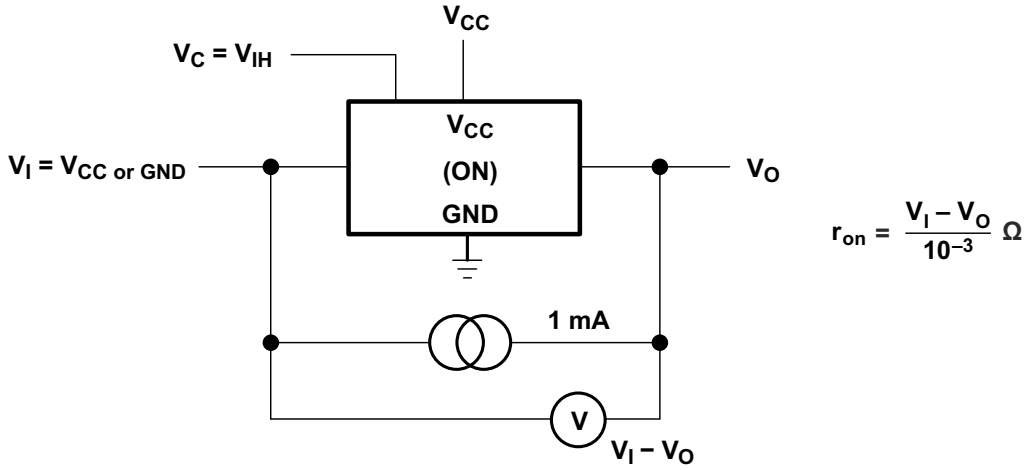 VCC
VC = VIH
VCC
VI = VCC or GND
(ON)
VO
GND
ron = VI – VO / 10–3 Ω
1 mA
V
VI – VO